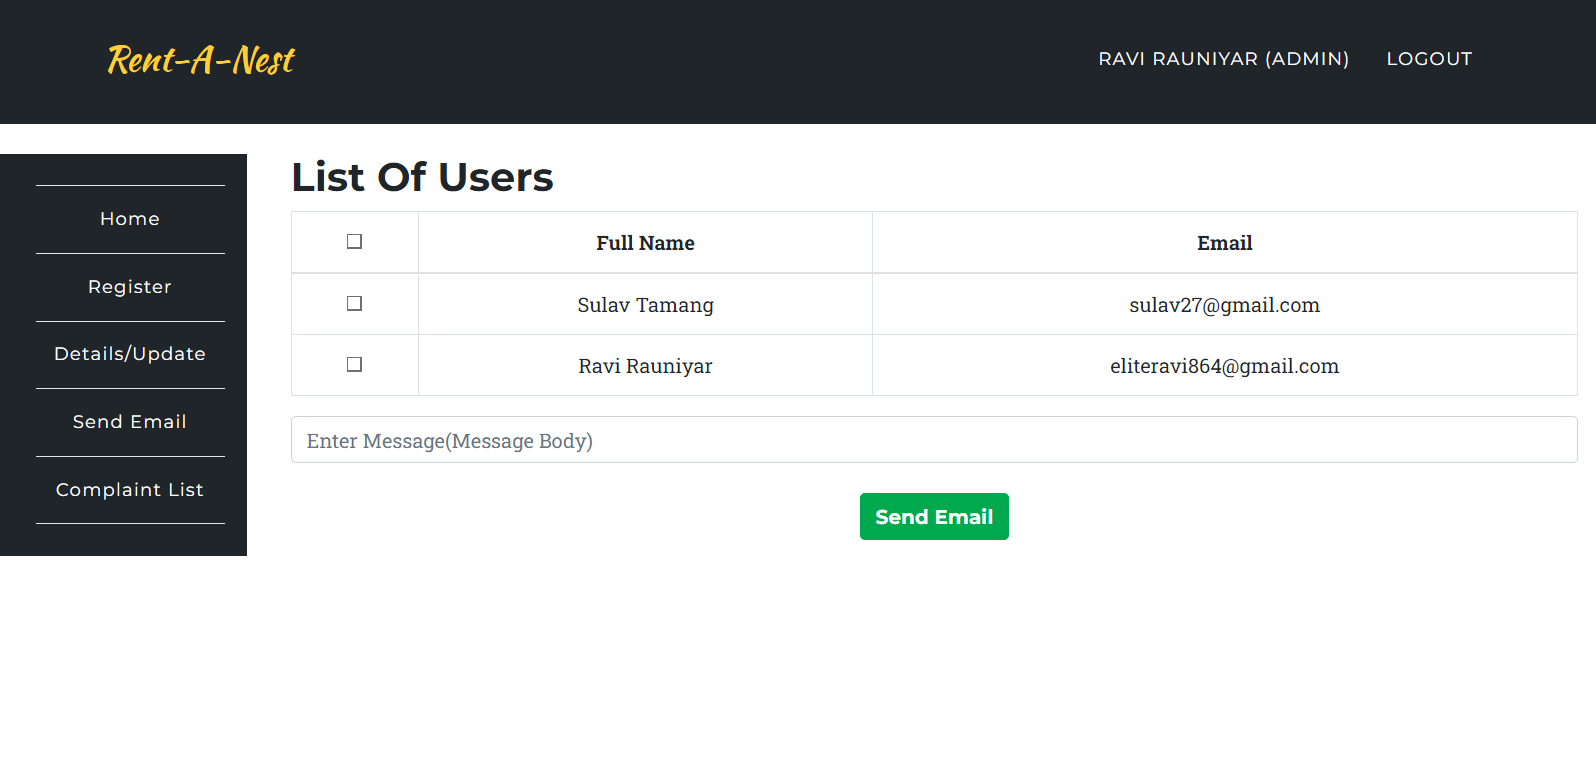 Rent-A-Nest
RAVI RAUNIYAR (ADMIN) LOGOUT
Home
Register
Details/Update
Send Email
Complaint List
List Of Users
Full Name Email
Sulav Tamang sulav27@gmail.com
Ravi Rauniyar eliteravi864@gmail.com
Enter Message(Message Body)
Send Email